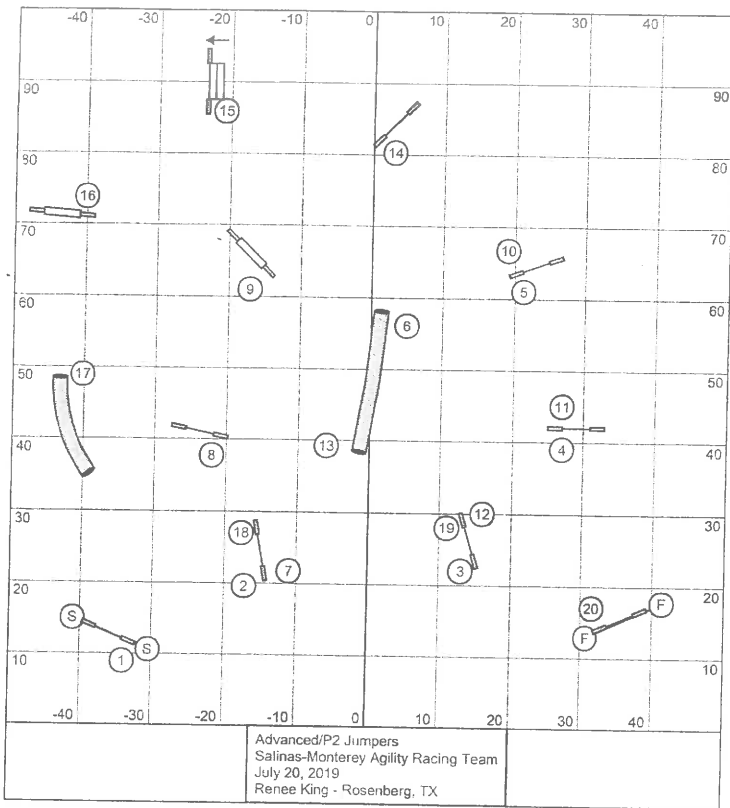 -40 -30 -20 -10 0 10 20 30 40
90 15 90
14
80 80
16
70 70
10
9 5
60 60
6
50 17 50
11
40 13 40
8 4
30 18 19 12 30
2 7 3
20 20
S 20 F
S F
10 1 10
-40 -30 -20 -10 0 10 20 30 40
Advanced/P2 Jumpers
Salinas-Monterey Agility Racing Team
July 20, 2019
Renee King - Rosenberg, TX